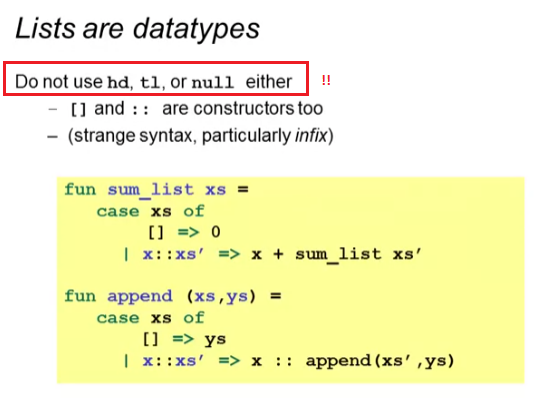 Lists are datatypes
Do not use hd, tl, or null either !!
– [] and :: are constructors too
– (strange syntax, particularly infix)
fun sum_list xs =
case xs of
[] => 0
| x::xs’ => x + sum_list xs’
fun append (xs,ys) =
case xs of
[] => ys
| x::xs’ => x :: append(xs’,ys)